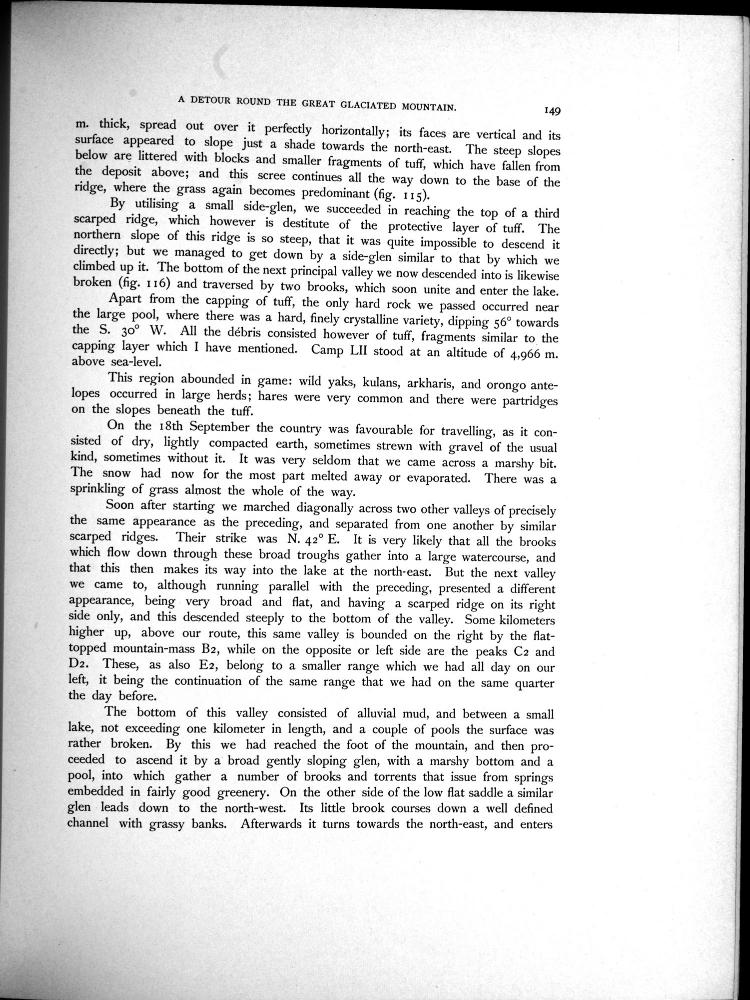 A DETOUR ROUND THE GREAT GLACIATED MOUNTAIN. 149
m. thick, spread out over it perfectly horizontally; its faces are vertical and its
surface appeared to slope just a shade towards the north-east. The steep slopes
below are littered with blocks and smaller fragments of tuff, which have fallen from
the deposit above; and this scree continues all the way down to the base of the
ridge, where the grass again becomes predominant (fig. 115).
By utilising a small side-glen, we succeeded in reaching the top of a third
scarped ridge, which however is destitute of the protective layer of tuff. The
northern slope of this ridge is so steep, that it was quite impossible to descend it
directly; but we managed to get down by a side-glen similar to that by which we
climbed up it. The bottom of the next principal valley we now descended into is likewise
broken (fig. 116) and traversed by two brooks, which soon unite and enter the lake.
Apart from the capping of tuff, the only hard rock we passed occurred near
the large pool, where there was a hard, finely crystalline variety, dipping 56° towards
the S. 30° W. All the débris consisted however of tuff, fragments similar to the
capping layer which I have mentioned. Camp LII stood at an altitude of 4,966 m.
above sea-level.
This region abounded in game: wild yaks, kulans, arkharis, and orongo ante-
lopes occurred in large herds; hares were very common and there were partridges
on the slopes beneath the tuff.
On the 18th September the country was favourable for travelling, as it con-
sisted of dry, lightly compacted earth, sometimes strewn with gravel of the usual
kind, sometimes without it. It was very seldom that we came across a marshy bit.
The snow had now for the most part melted away or evaporated. There was a
sprinkling of grass almost the whole of the way.
Soon after starting we marched diagonally across two other valleys of precisely
the same appearance as the preceding, and separated from one another by similar
scarped ridges. Their strike was N. 42° E. It is very likely that all the brooks
which flow down through these broad troughs gather into a large watercourse, and
that this then makes its way into the lake at the north-east. But the next valley
we came to, although running parallel with the preceding, presented a different
appearance, being very broad and flat, and having a scarped ridge on its right
side only, and this descended steeply to the bottom of the valley. Some kilometers
higher up, above our route, this same valley is bounded on the right by the flat-
topped mountain-mass B2, while on the opposite or left side are the peaks C2 and
D2. These, as also E2, belong to a smaller range which we had all day on our
left, it being the continuation of the same range that we had on the same quarter
the day before.
The bottom of this valley consisted of alluvial mud, and between a small
lake, not exceeding one kilometer in length, and a couple of pools the surface was
rather broken. By this we had reached the foot of the mountain, and then pro-
ceeded to ascend it by a broad gently sloping glen, with a marshy bottom and a
pool, into which gather a number of brooks and torrents that issue from springs
embedded in fairly good greenery. On the other side of the low flat saddle a similar
glen leads down to the north-west. Its little brook courses down a well defined
channel with grassy banks. Afterwards it turns towards the north-east, and enters